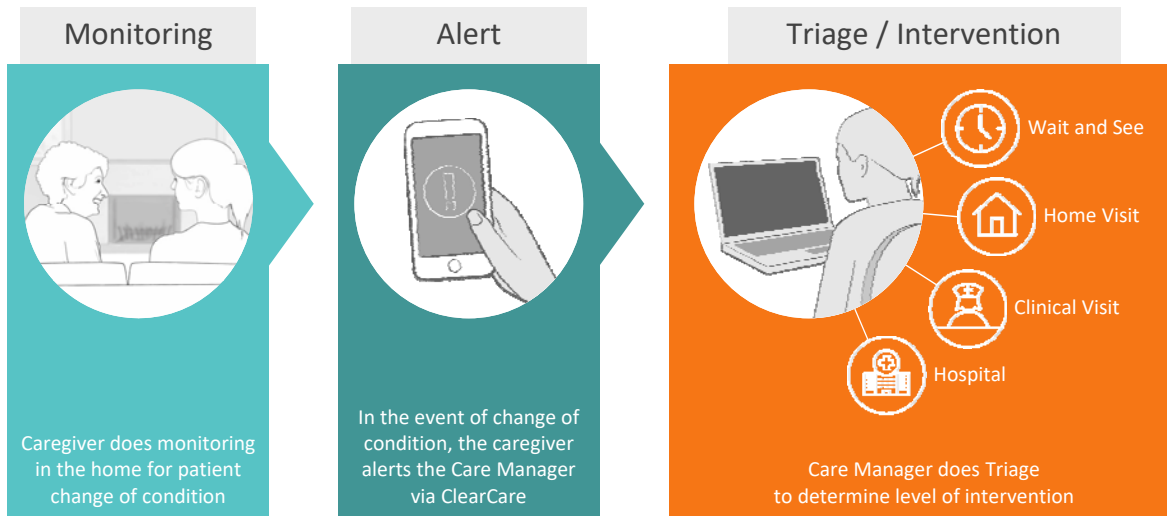 Monitoring
Caregiver does monitoring
in the home for patient
change of condition
Alert
In the event of change of
condition, the caregiver
alerts the Care Manager
via ClearCare
Triage / Intervention
Wait and See
Home Visit
Clinical Visit
Hospital
Care Manager does Triage
to determine level of intervention